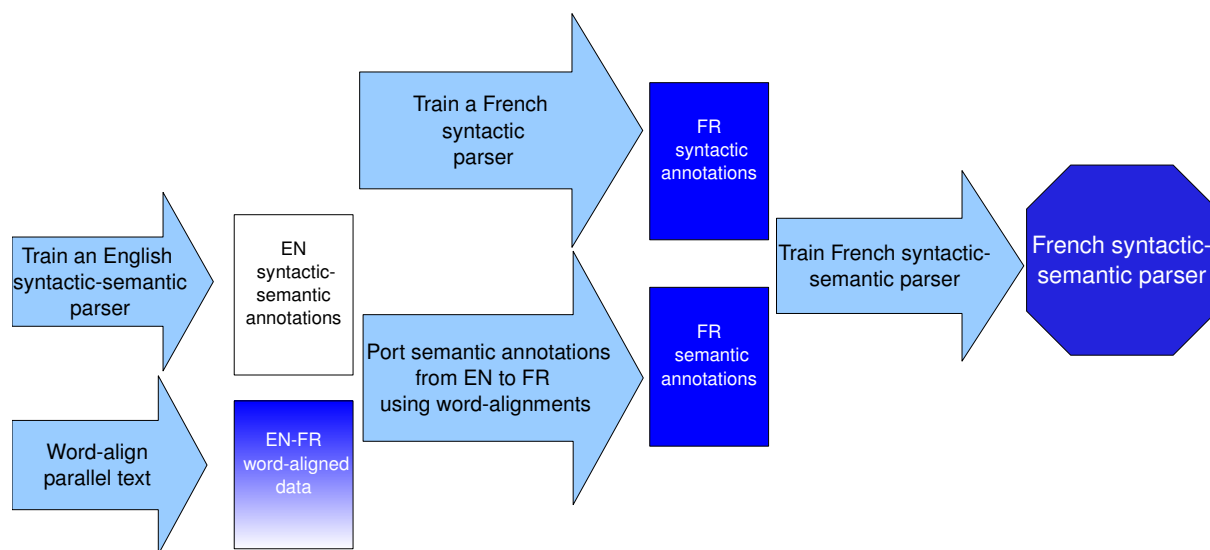 Train an English
syntactic-semantic
parser
Word-align
parallel text
EN
syntactic-
semantic
annotations
EN-FR
word-aligned
data
Train a French
syntactic
parser
Port semantic annotations
from EN to FR
using word-alignments
FR
syntactic
annotations
FR
semantic
annotations
Train French syntactic-
semantic parser
French syntactic-
semantic parser